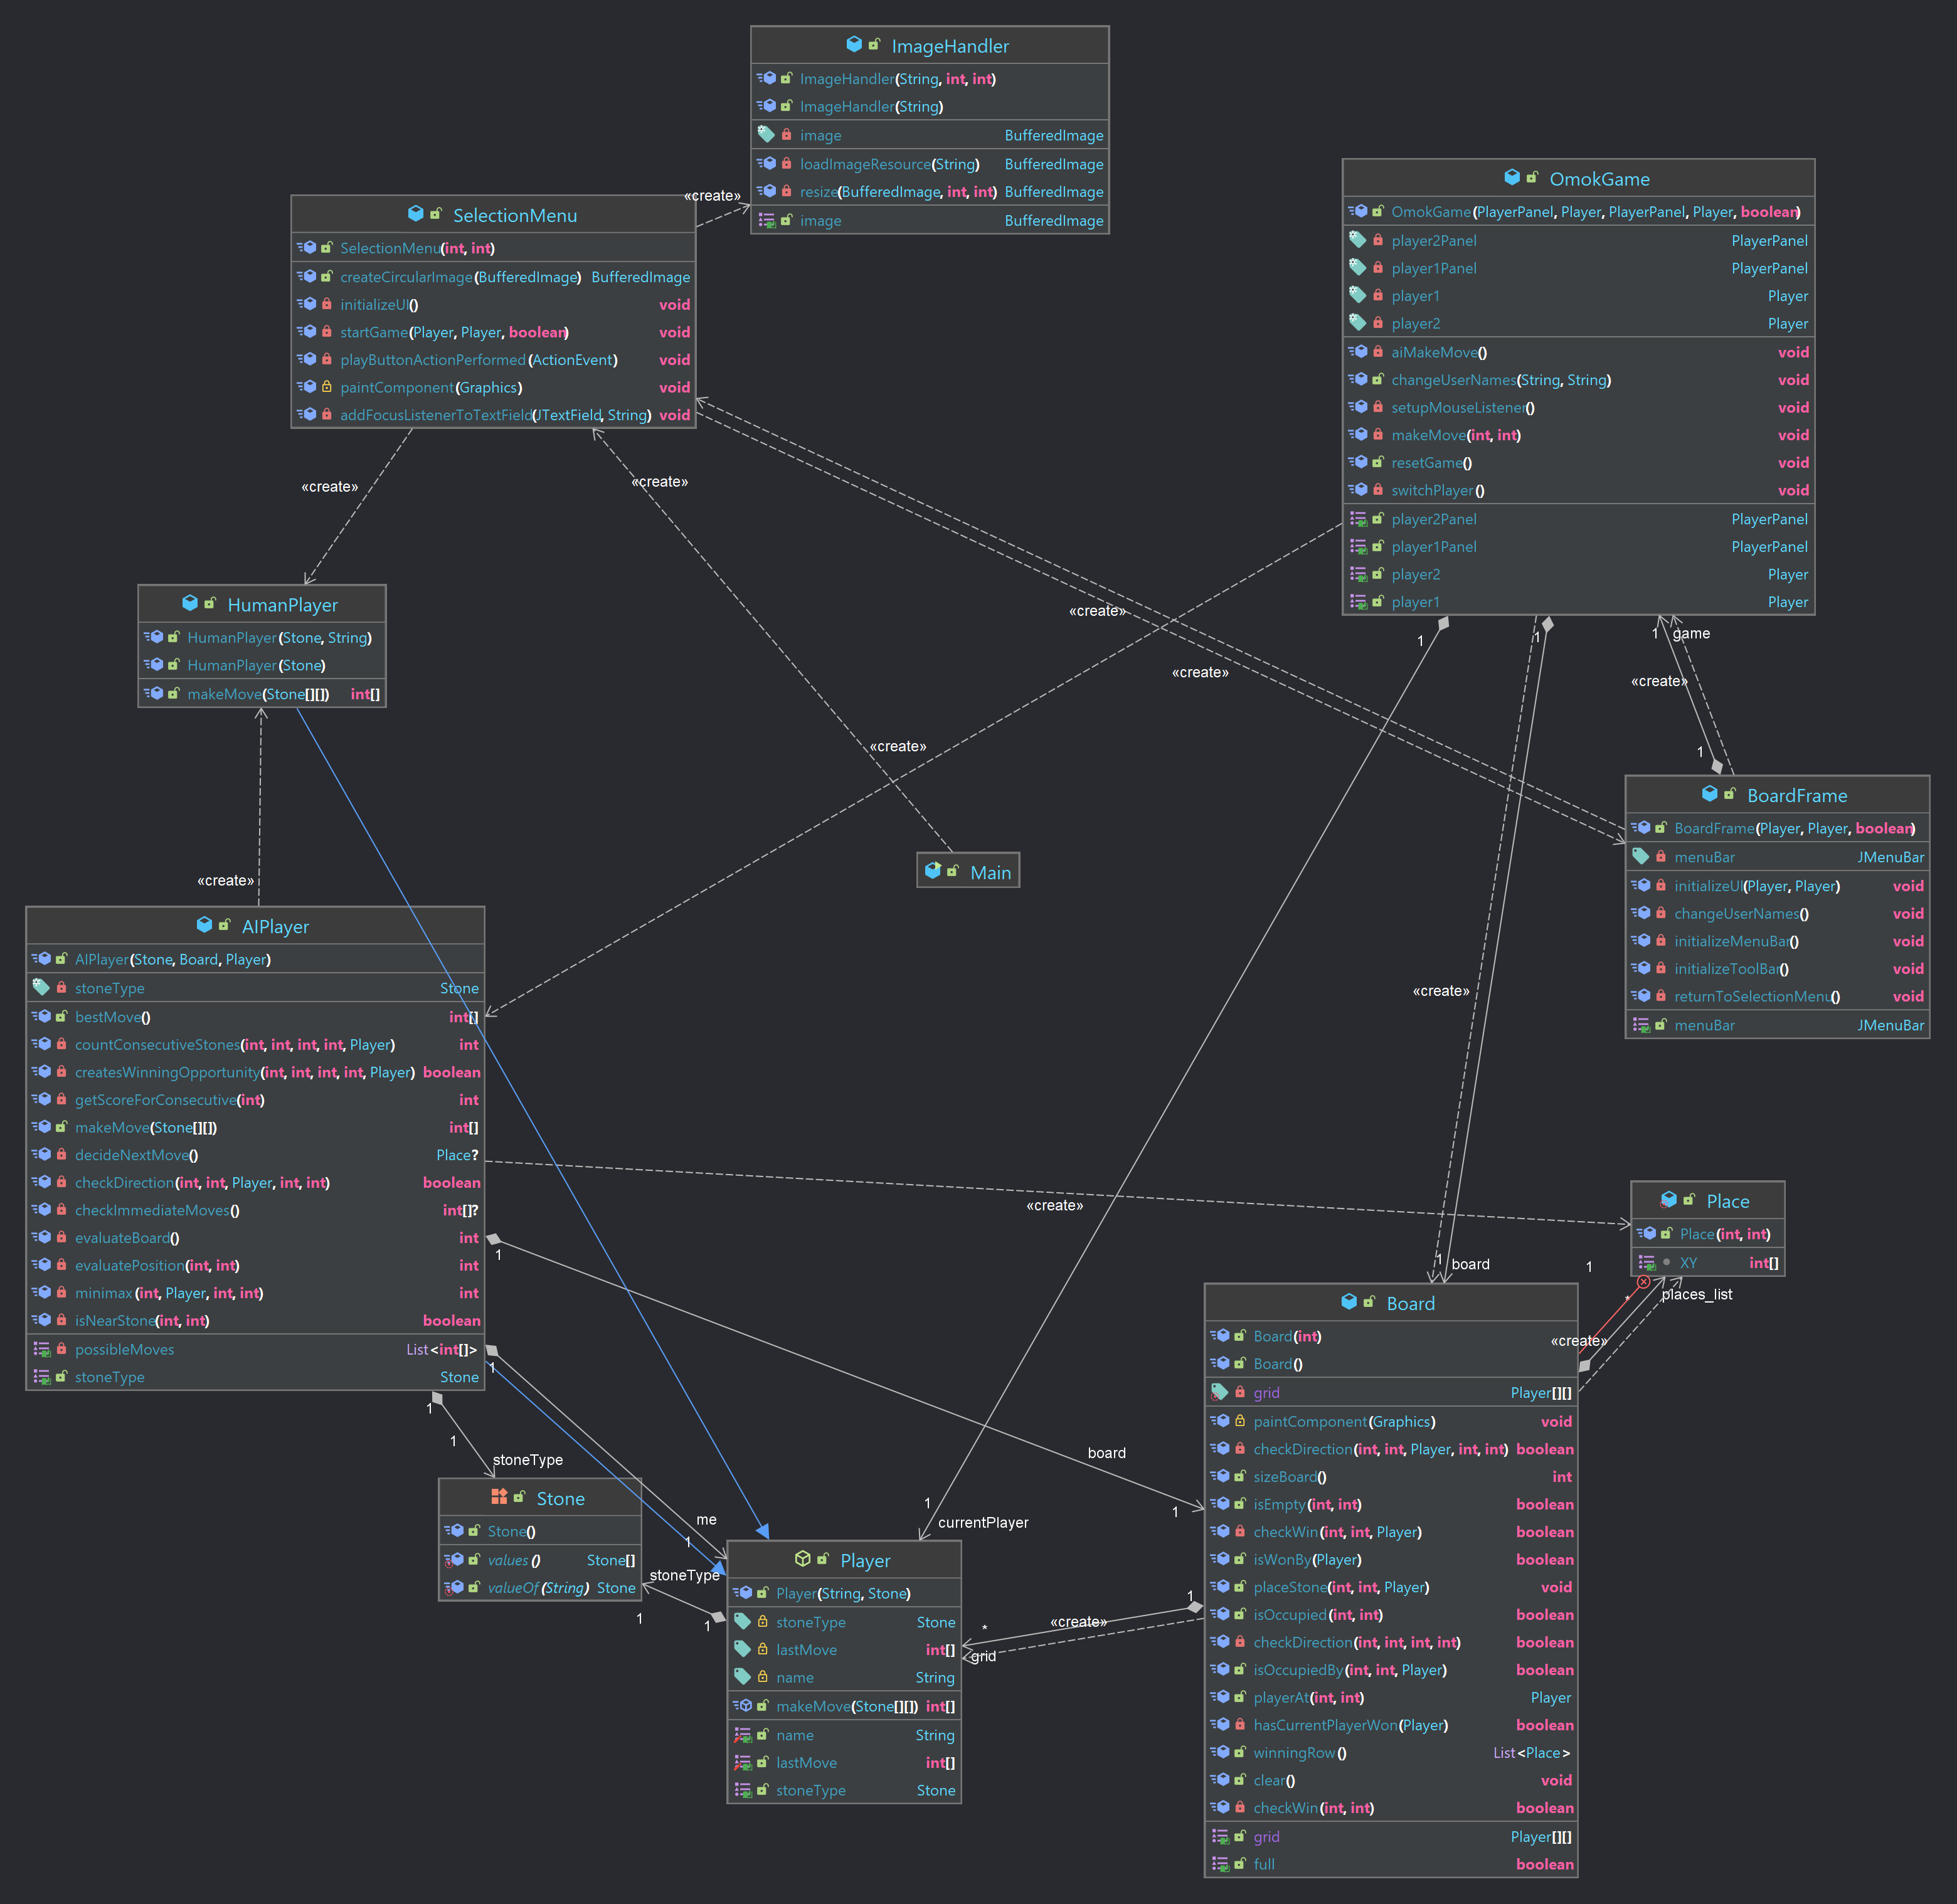 ImageHandler
ImageHandler(String, int, int)
ImageHandler(String)
image BufferedImage
loadImageResource(String) BufferedImage
resize(BufferedImage, int, int) BufferedImage
image BufferedImage
«create»
SelectionMenu
SelectionMenu(int, int)
createCircularImage(BufferedImage) BufferedImage
initializeUI() void
startGame(Player, Player, boolean) void
playButtonActionPerformed(ActionEvent) void
paintComponent(Graphics) void
addFocusListenerToTextField(JTextField, String) void
OmokGame
OmokGame(PlayerPanel, Player, PlayerPanel, Player, boolean)
player2Panel PlayerPanel
player1Panel PlayerPanel
player1 Player
player2 Player
aiMakeMove() void
changeUserNames(String, String) void
setupMouseListener() void
makeMove(int, int) void
resetGame() void
switchPlayer() void
player2Panel PlayerPanel
player1Panel PlayerPanel
player2 Player
player1 Player
«create»
«create»
HumanPlayer
HumanPlayer(Stone, String)
HumanPlayer(Stone)
makeMove(Stone[][]) int[]
«create»
«create»
1
1
1
game
«create»
1
«create»
BoardFrame
BoardFrame(Player, Player, boolean)
menuBar JMenuBar
initializeUI(Player, Player) void
changeUserNames() void
initializeMenuBar() void
initializeToolBar() void
returnToSelectionMenu() void
menuBar JMenuBar
Main
«create»
AIPlayer
AIPlayer(Stone, Board, Player)
stoneType Stone
bestMove() int[]
countConsecutiveStones(int, int, int, int, Player) int
createsWinningOpportunity(int, int, int, int, Player) boolean
getScoreForConsecutive(int) int
makeMove(Stone[][]) int[]
decideNextMove() Place?
checkDirection(int, int, Player, int, int) boolean
checkImmediateMoves() int[]?
evaluateBoard() int
evaluatePosition(int, int) int
minimax(int, Player, int, int) int
isNearStone(int, int) boolean
possibleMoves List<int[]>
stoneType Stone
«create»
«create»
Place
Place(int, int)
XY int[]
1
1
board
1
*
places_list
«create»
1
1
1
1
stoneType
board
1
me
1
1
currentPlayer
Stone
Stone()
values() Stone[]
valueOf(String) Stone
stoneType
1
1
Player
Player(String, Stone)
stoneType Stone
lastMove int[]
name String
makeMove(Stone[][]) int[]
name String
lastMove int[]
stoneType Stone
1
«create»
*
grid
Board
Board(int)
Board()
grid Player[][]
paintComponent(Graphics) void
checkDirection(int, int, Player, int, int) boolean
sizeBoard() int
isEmpty(int, int) boolean
checkWin(int, int, Player) boolean
isWonBy(Player) boolean
placeStone(int, int, Player) void
isOccupied(int, int) boolean
checkDirection(int, int, int, int) boolean
isOccupiedBy(int, int, Player) boolean
playerAt(int, int) Player
hasCurrentPlayerWon(Player) boolean
winningRow() List<Place>
clear() void
checkWin(int, int) boolean
grid Player[][]
full boolean